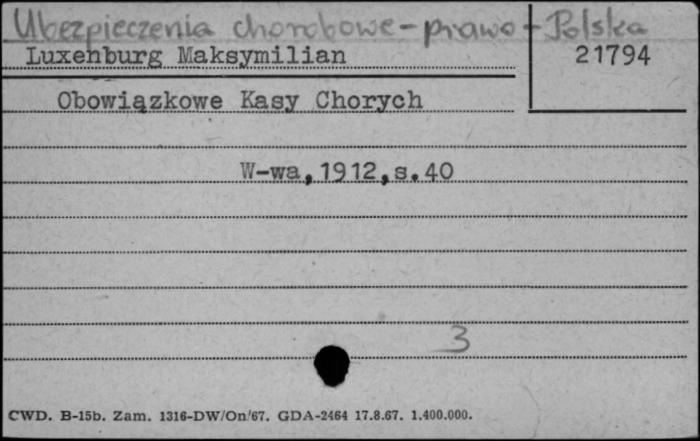 Ubezpieczenia chorobowe - prawo - Polska
Luxenburg Maksymilian
21794
Obowiązkowe Kasy Chorych
W-wa,1912,s.40
3
CWD. B-15b. Zam. 1316-DW/On/67. GDA-2464 17.8.67. 1.400.000.